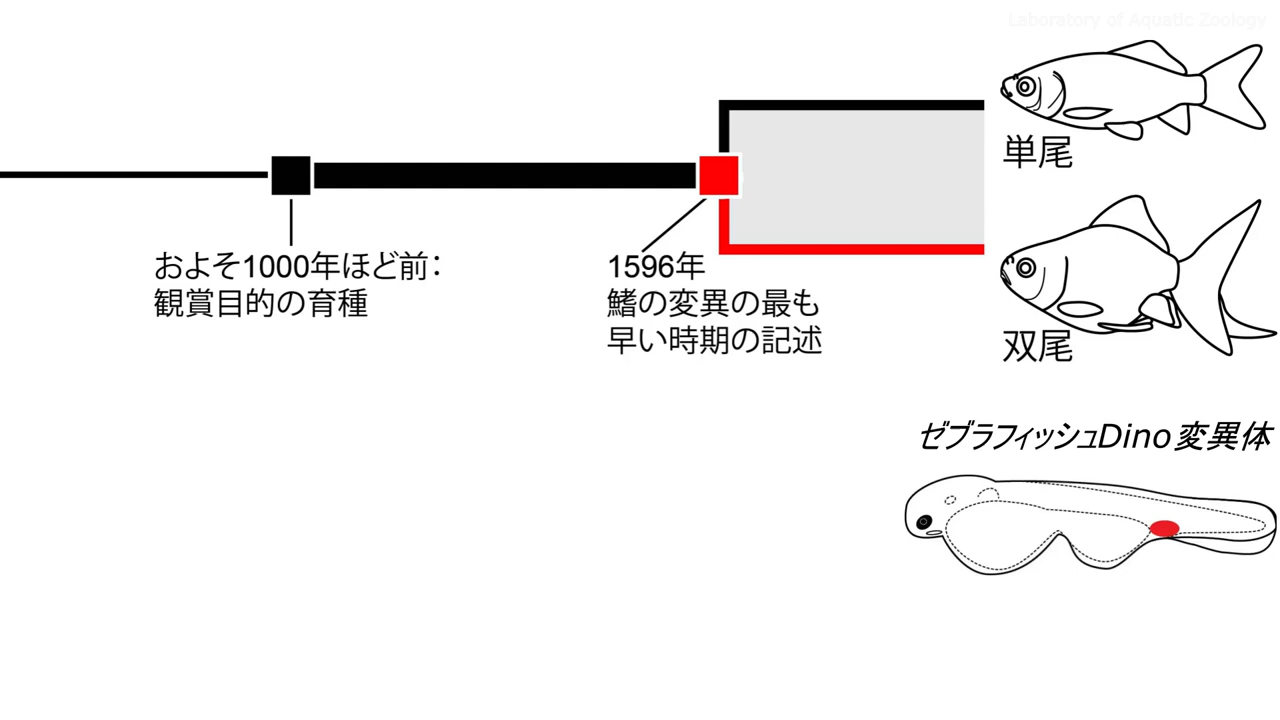 Laboratory of Aquatic Zoology
単尾
およそ1000年ほど前：
観賞目的の育種
1596年
鰭の変異の最も
早い時期の記述
双尾
ゼブラフィッシュDino変異体